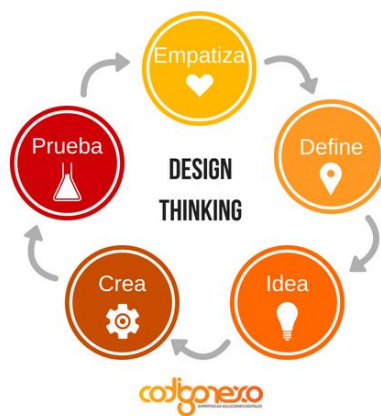 Empatiza
Define
Idea
Crea
Prueba
DESIGN
THINKING
codigonexo